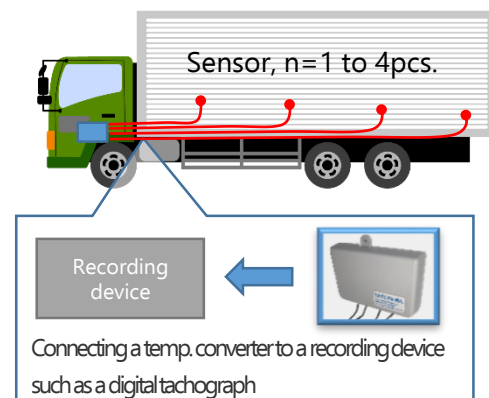 Sensor, n=1 to 4pcs.
Recording
device
Connecting a temp. converter to a recording device
such as a digital tachograph